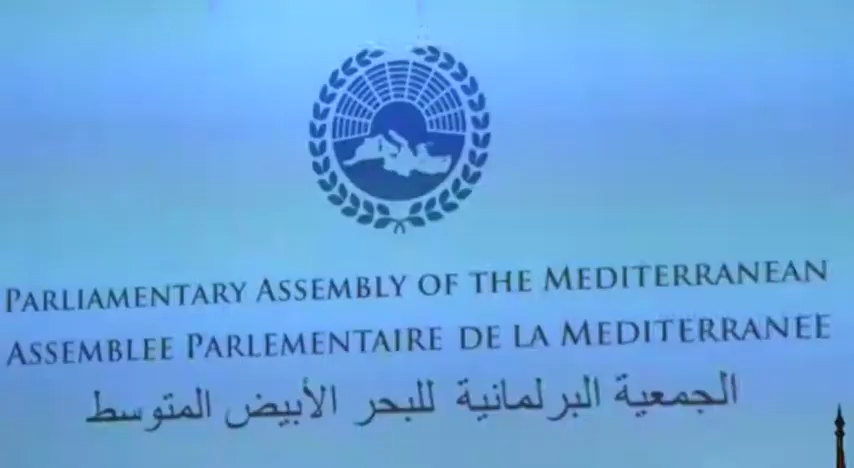 PARLIAMENTARY ASSEMBLY OF THE MEDITERRANEAN
ASSEMBLEE PARLEMENTAIRE DE LA MEDITERRANEE
الجمعية البرلمانية للبحر الأبيض المتوسط